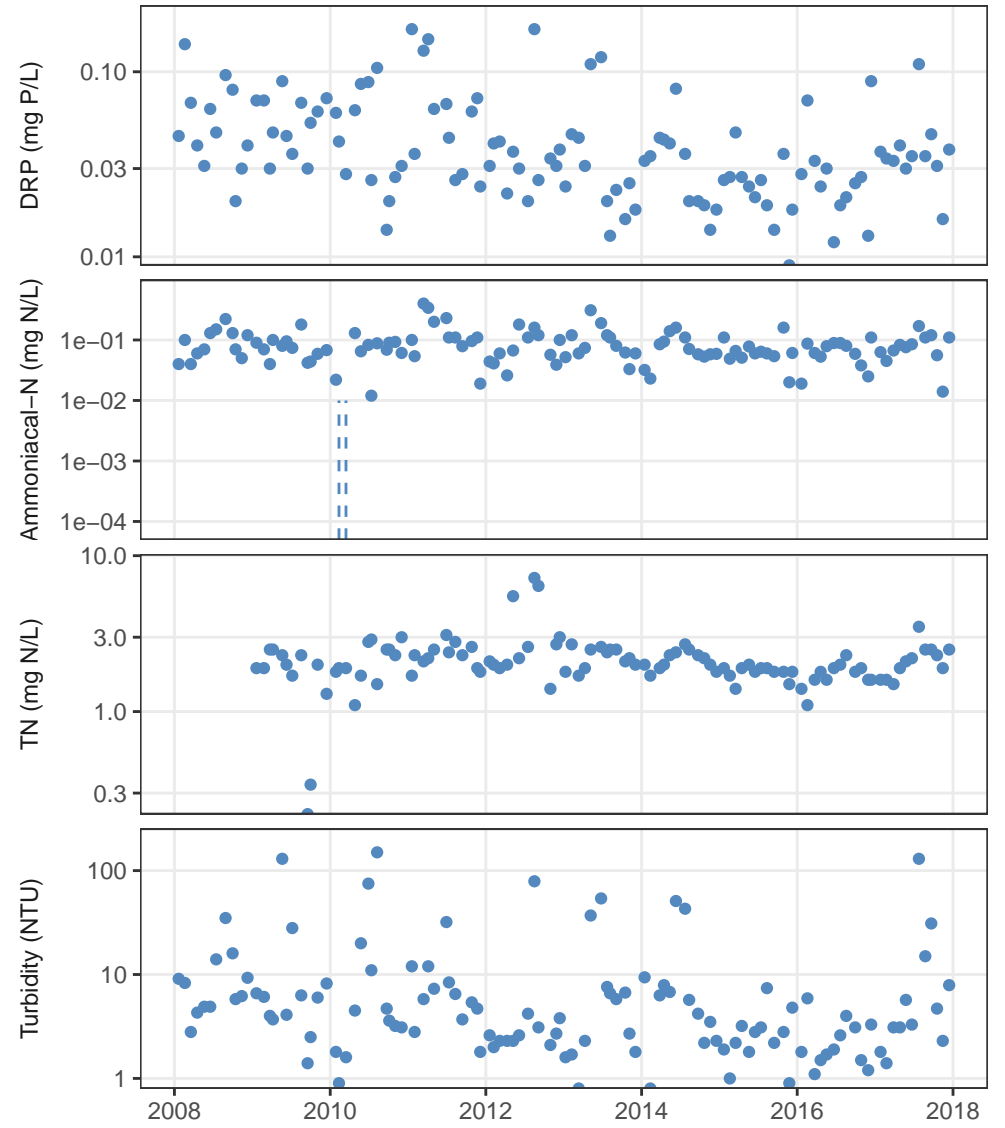 DRP (mg P/L)
0.10
0.03
0.01
Ammoniacal−N (mg N/L)
1e−01
1e−02
1e−03
1e−04
TN (mg N/L)
10.0
3.0
1.0
0.3
Turbidity (NTU)
100
10
1
2008 2010 2012 2014 2016 2018